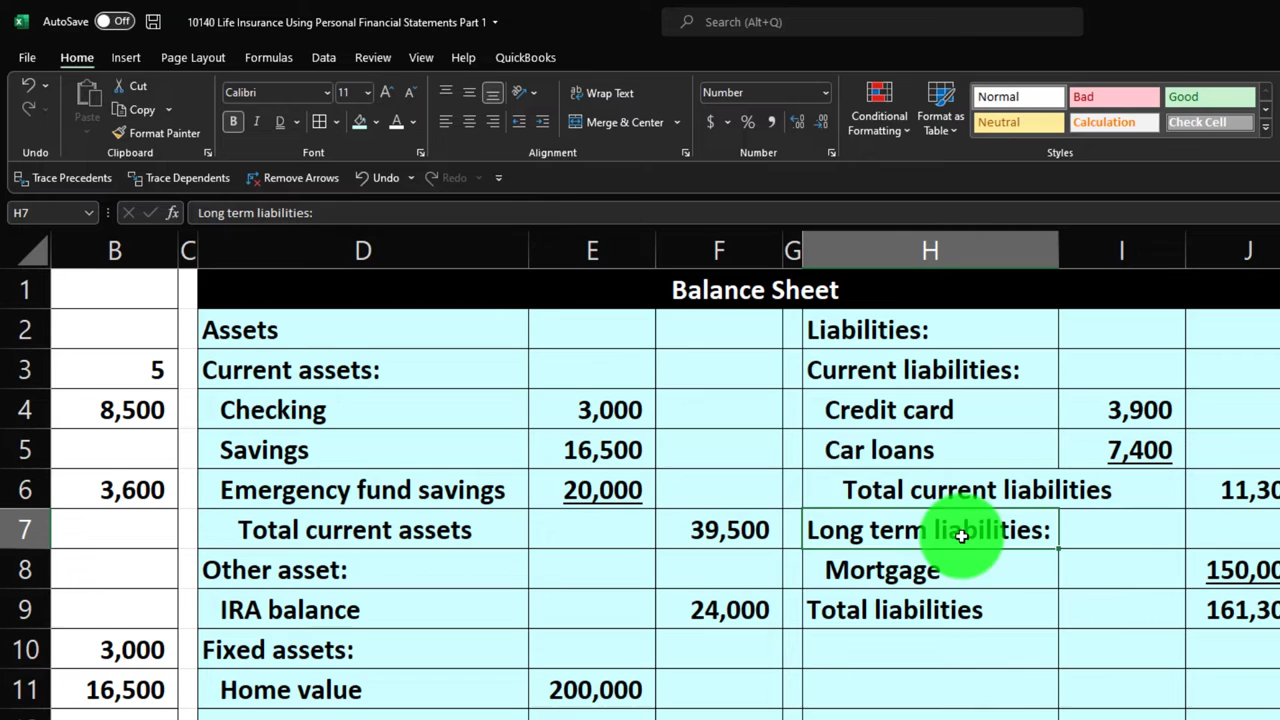 AutoSave Off 10140 Life Insurance Using Personal Financial Statements Part 1 Search (Alt+Q)
File Home Insert Page Layout Formulas Data Review View Help QuickBooks
Paste Cut Copy Format Painter
Calibri 11 B I D
Wrap Text Merge & Center
Number $ %
Conditional Formatting Format as Table
Normal Bad Good
Neutral Calculation Check Cell
Undo Clipboard Font Alignment Number Styles
Trace Precedents Trace Dependents Remove Arrows Undo Redo
H7 fx Long term liabilities:
B C D E F G H I J
1 Balance Sheet
2 Assets Liabilities:
3 5 Current assets: Current liabilities:
4 8,500 Checking 3,000 Credit card 3,900
5 Savings 16,500 Car loans 7,400
6 3,600 Emergency fund savings 20,000 Total current liabilities 11,30
7 Total current assets 39,500 Long term liabilities:
8 Other asset: Mortgage 150,00
9 IRA balance 24,000 Total liabilities 161,30
10 3,000 Fixed assets:
11 16,500 Home value 200,000